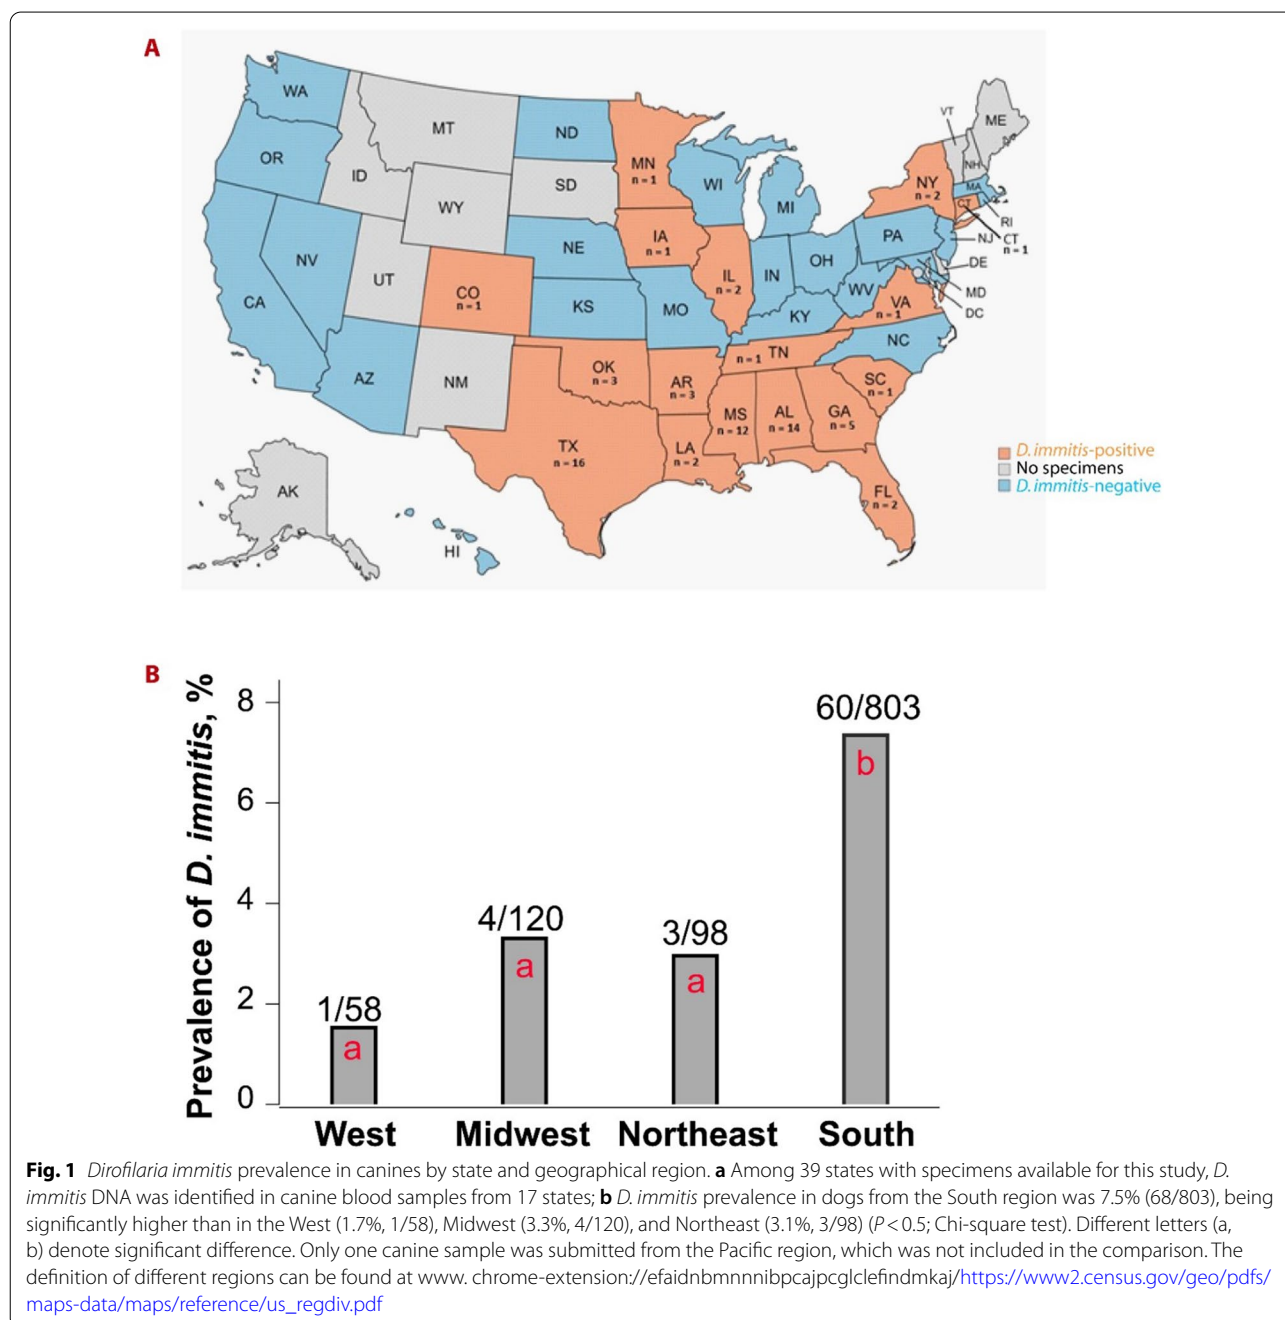 A
WA
OR
CA
NV
ID
MT
WY
UT
AZ
CO
n = 1
NM
ND
SD
NE
KS
OK
n = 3
TX
n = 16
MN
n = 1
IA
n = 1
MO
AR
n = 3
LA
n = 2
WI
IL
n = 2
MI
IN
OH
KY
n = 1 TN
MS
n = 12
AL
n = 14
GA
n = 5
FL
n = 2
SC
n = 1
NC
VA
n = 1
WV
PA
NY
n = 2
VT
NH
ME
MA
CT
RI
CT
n = 1
NJ
DE
MD
DC
AK
HI
D. immitis-positive
No specimens
D. immitis-negative
B
Prevalence of D. immitis, %
8
6
4
2
0
1/58
a
4/120
a
3/98
a
60/803
b
West Midwest Northeast South
Fig. 1 Dirofilaria immitis prevalence in canines by state and geographical region. a Among 39 states with specimens available for this study, D.
immitis DNA was identified in canine blood samples from 17 states; b D. immitis prevalence in dogs from the South region was 7.5% (68/803), being
significantly higher than in the West (1.7%, 1/58), Midwest (3.3%, 4/120), and Northeast (3.1%, 3/98) (P < 0.5; Chi-square test). Different letters (a,
b) denote significant difference. Only one canine sample was submitted from the Pacific region, which was not included in the comparison. The
definition of different regions can be found at www. chrome-extension://efaidnbmnnnibpcajpcglclefindmkaj/https://www2.census.gov/geo/pdfs/
maps-data/maps/reference/us_regdiv.pdf